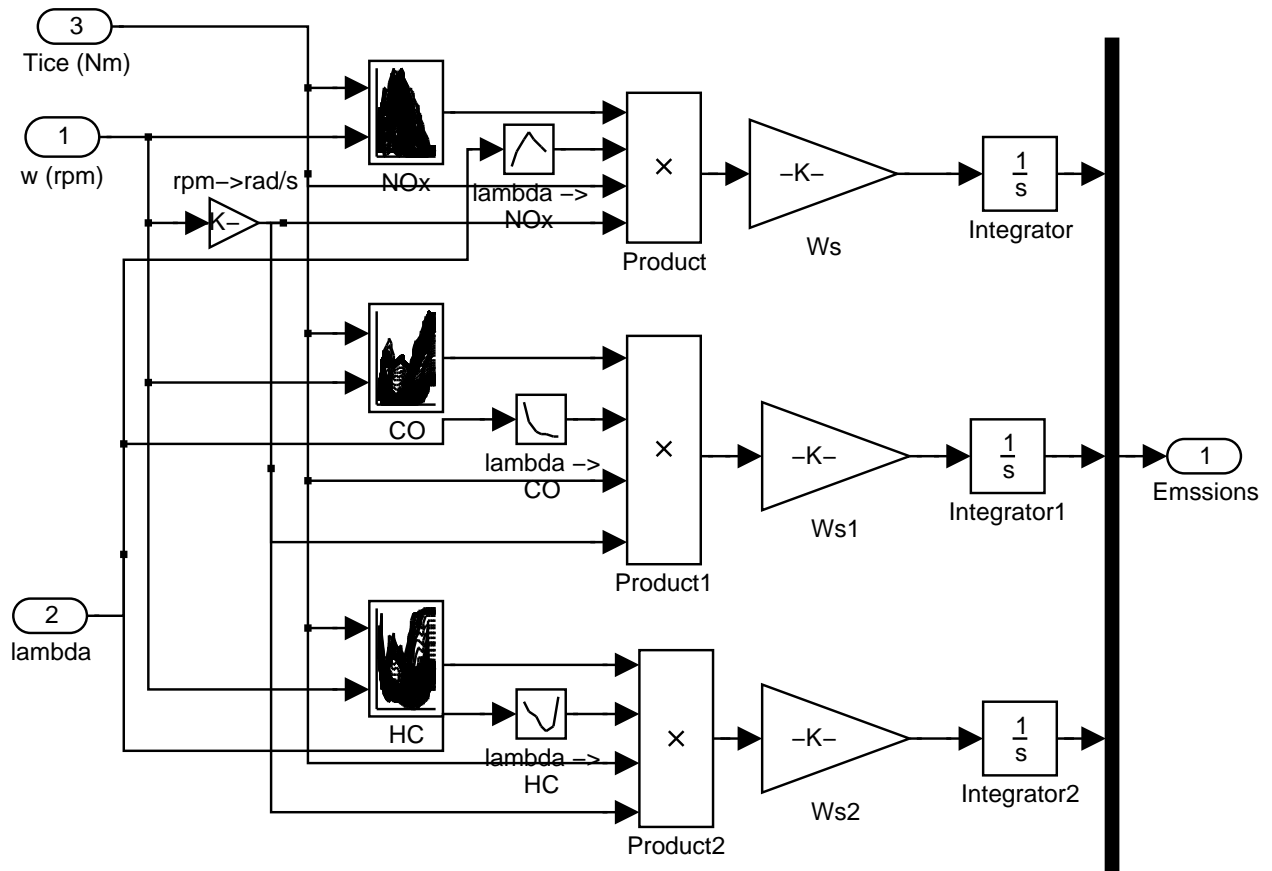 3
Tice (Nm)
1
w (rpm)
rpm−>rad/s
K−
NOx
lambda −>
NOx
×
Product
−K−
Ws
1
s
Integrator
CO
lambda −>
CO
×
Product1
−K−
Ws1
1
s
Integrator1
1
Emssions
2
lambda
HC
lambda −>
HC
×
Product2
−K−
Ws2
1
s
Integrator2